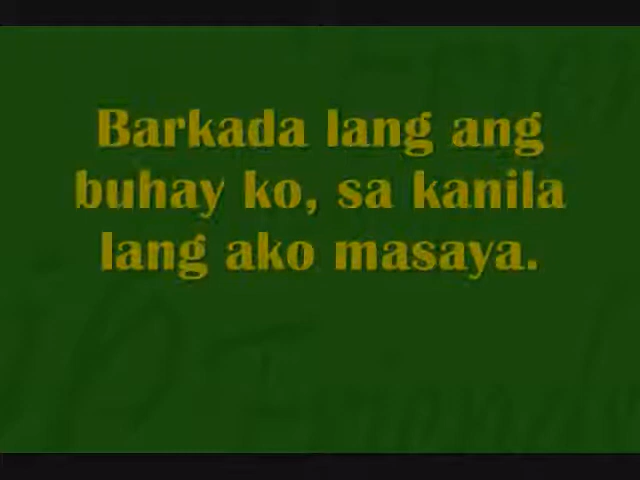 Barkada lang ang
buhay ko, sa kanila
lang ako masaya.